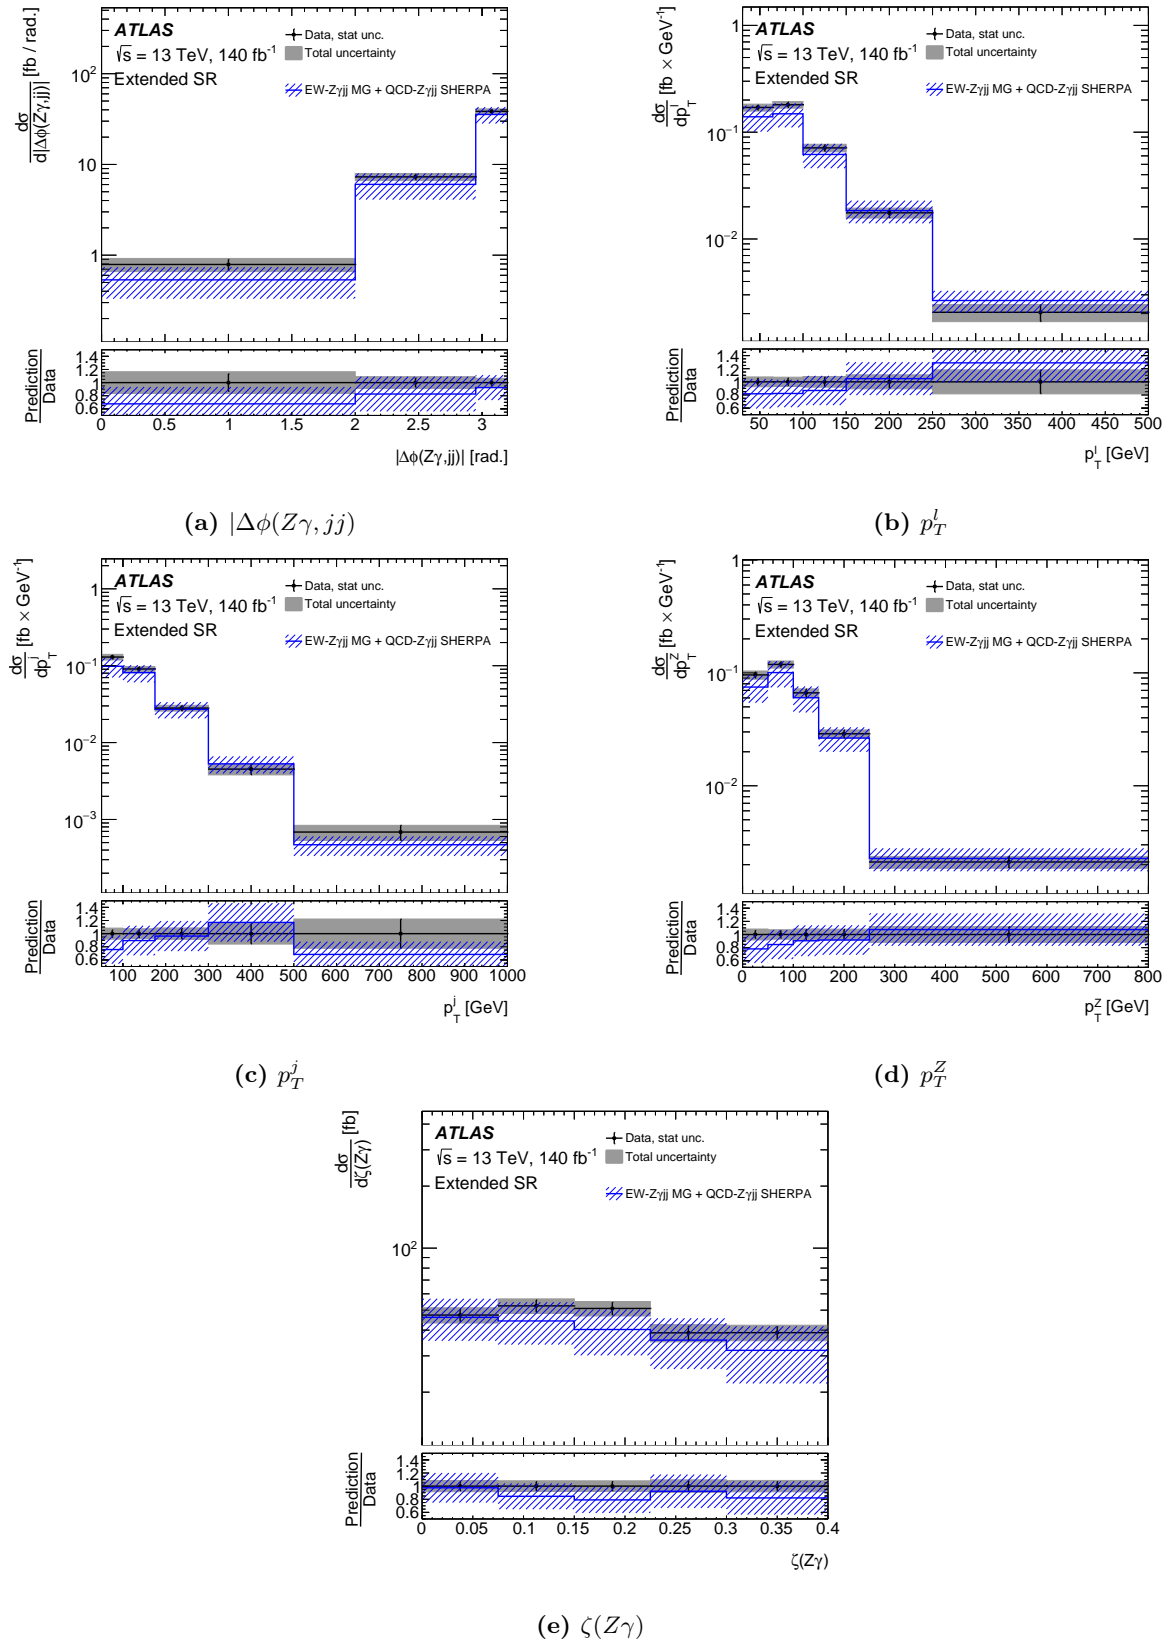 dσ/d|Δφ(Zγ,jj)| [fb / rad.]
ATLAS
√s = 13 TeV, 140 fb⁻¹
Extended SR
Data, stat unc.
Total uncertainty
EW-Zγjj MG + QCD-Zγjj SHERPA
10²
10
1
Prediction
Data
1.4
1.2
1
0.8
0.6
0 0.5 1 1.5 2 2.5 3
|Δφ(Zγ,jj)| [rad.]
(a) |Δφ(Zγ, jj)
dσ/dp_T^l [fb × GeV⁻¹]
ATLAS
√s = 13 TeV, 140 fb⁻¹
Extended SR
Data, stat unc.
Total uncertainty
EW-Zγjj MG + QCD-Zγjj SHERPA
1
10⁻¹
10⁻²
Prediction
Data
1.4
1.2
1
0.8
0.6
50 100 150 200 250 300 350 400 450 500
p_T^l [GeV]
(b) p_T^l
dσ/dp_T^j [fb × GeV⁻¹]
ATLAS
√s = 13 TeV, 140 fb⁻¹
Extended SR
Data, stat unc.
Total uncertainty
EW-Zγjj MG + QCD-Zγjj SHERPA
1
10⁻¹
10⁻²
10⁻³
Prediction
Data
1.4
1.2
1
0.8
0.6
100 200 300 400 500 600 700 800 900 1000
p_T^j [GeV]
(c) p_T^j
dσ/dp_T^Z [fb × GeV⁻¹]
ATLAS
√s = 13 TeV, 140 fb⁻¹
Extended SR
Data, stat unc.
Total uncertainty
EW-Zγjj MG + QCD-Zγjj SHERPA
1
10⁻¹
10⁻²
Prediction
Data
1.4
1.2
1
0.8
0.6
0 100 200 300 400 500 600 700 800
p_T^Z [GeV]
(d) p_T^Z
dσ/dζ(Zγ) [fb]
ATLAS
√s = 13 TeV, 140 fb⁻¹
Extended SR
Data, stat unc.
Total uncertainty
EW-Zγjj MG + QCD-Zγjj SHERPA
10²
Prediction
Data
1.4
1.2
1
0.8
0.6
0 0.05 0.1 0.15 0.2 0.25 0.3 0.35 0.4
ζ(Zγ)
(e) ζ(Zγ)